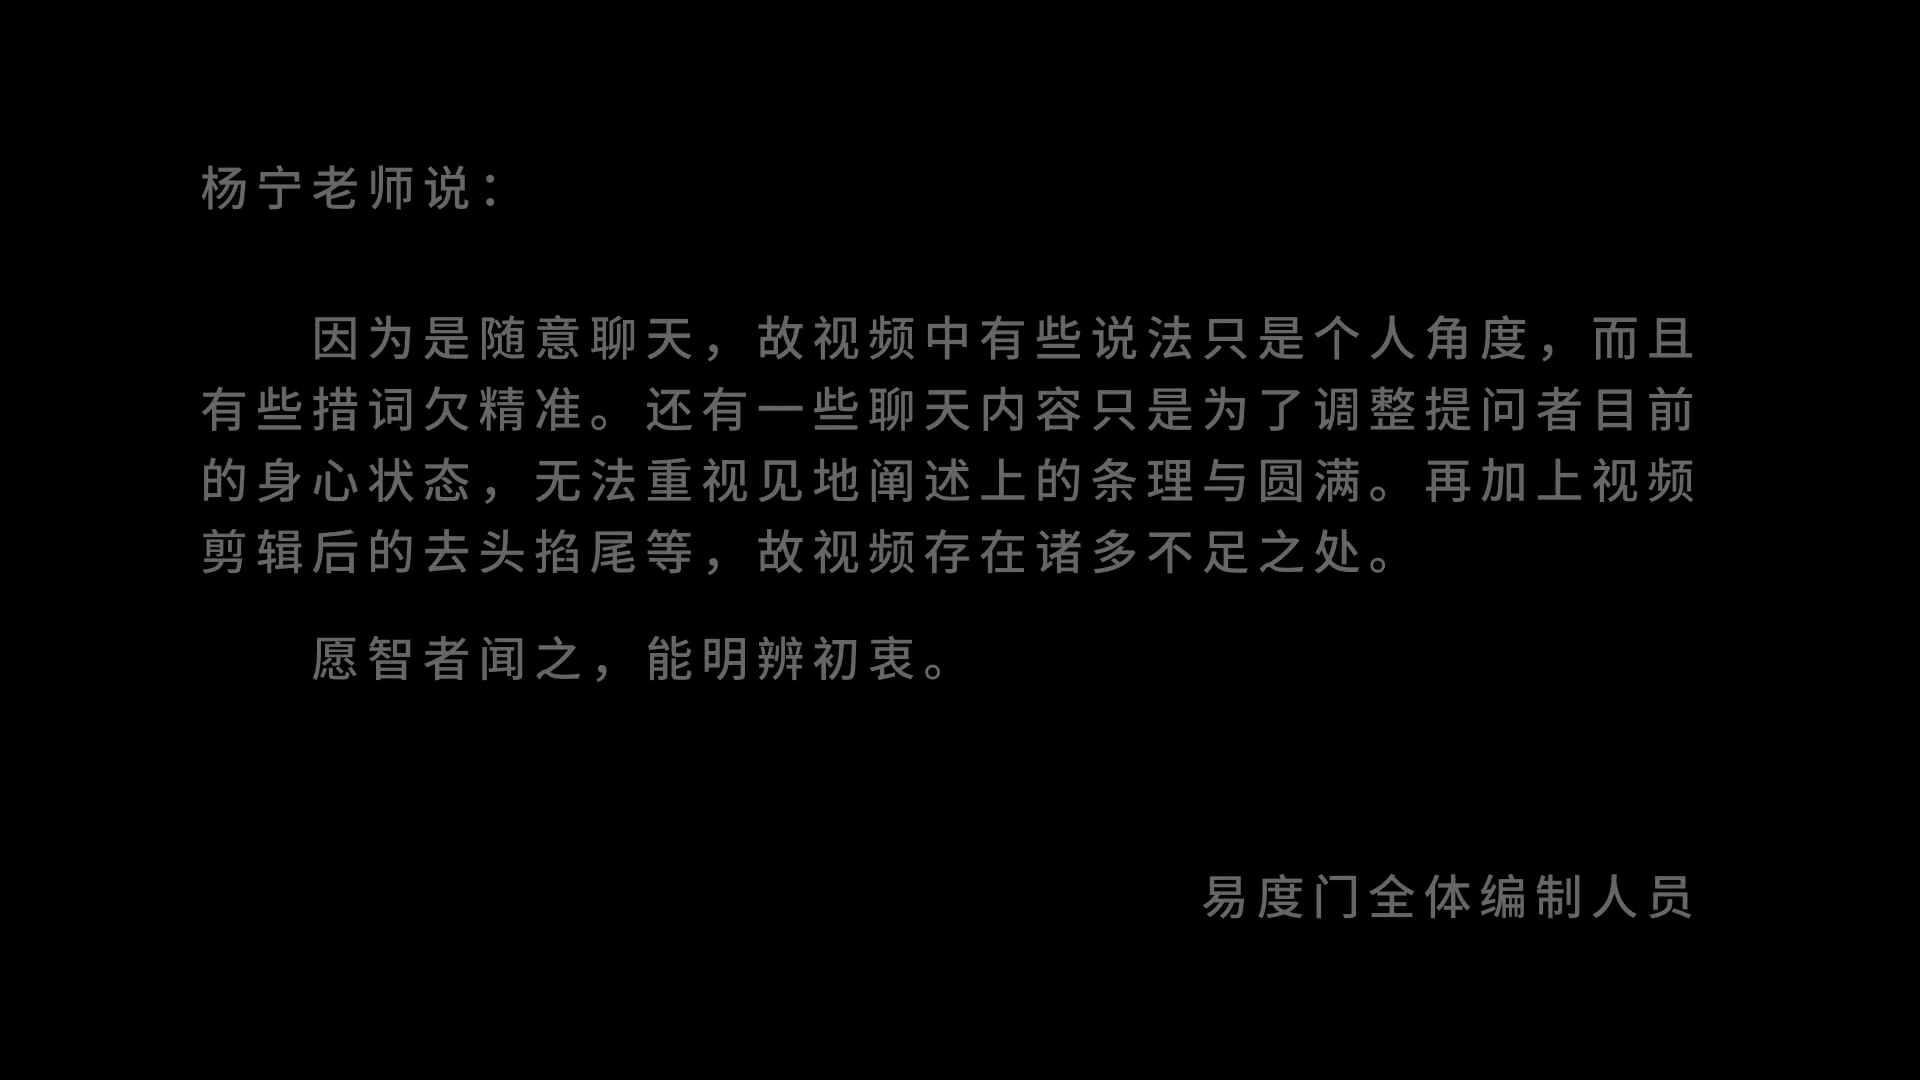 杨宁老师说：
因为是随意聊天，故视频中有些说法只是个人角度，而且
有些措词欠精准。还有一些聊天内容只是为了调整提问者目前
的身心状态，无法重视见地阐述上的条理与圆满。再加上视频
剪辑后的去头掐尾等，故视频存在诸多不足之处。
愿智者闻之，能明辨初衷。
易度门全体编制人员